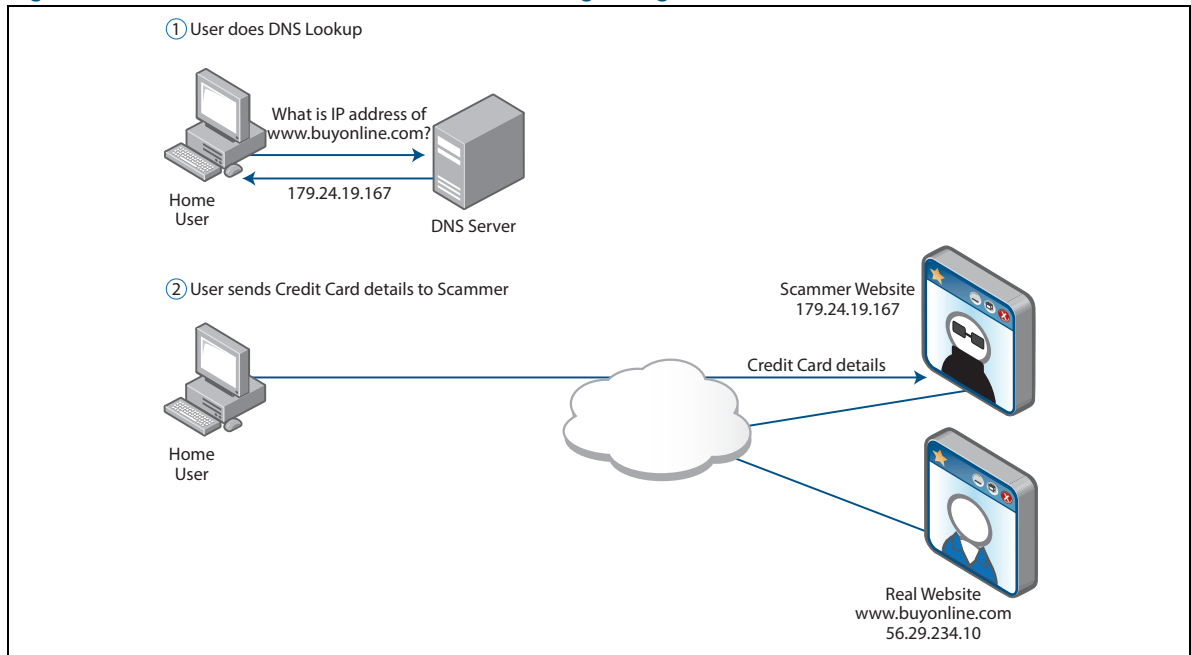 1 User does DNS Lookup
What is IP address of
www.buyonline.com?
179.24.19.167
Home
User
DNS Server
2 User sends Credit Card details to Scammer
Scammer Website
179.24.19.167
Credit Card details
Home
User
Real Website
www.buyonline.com
56.29.234.10